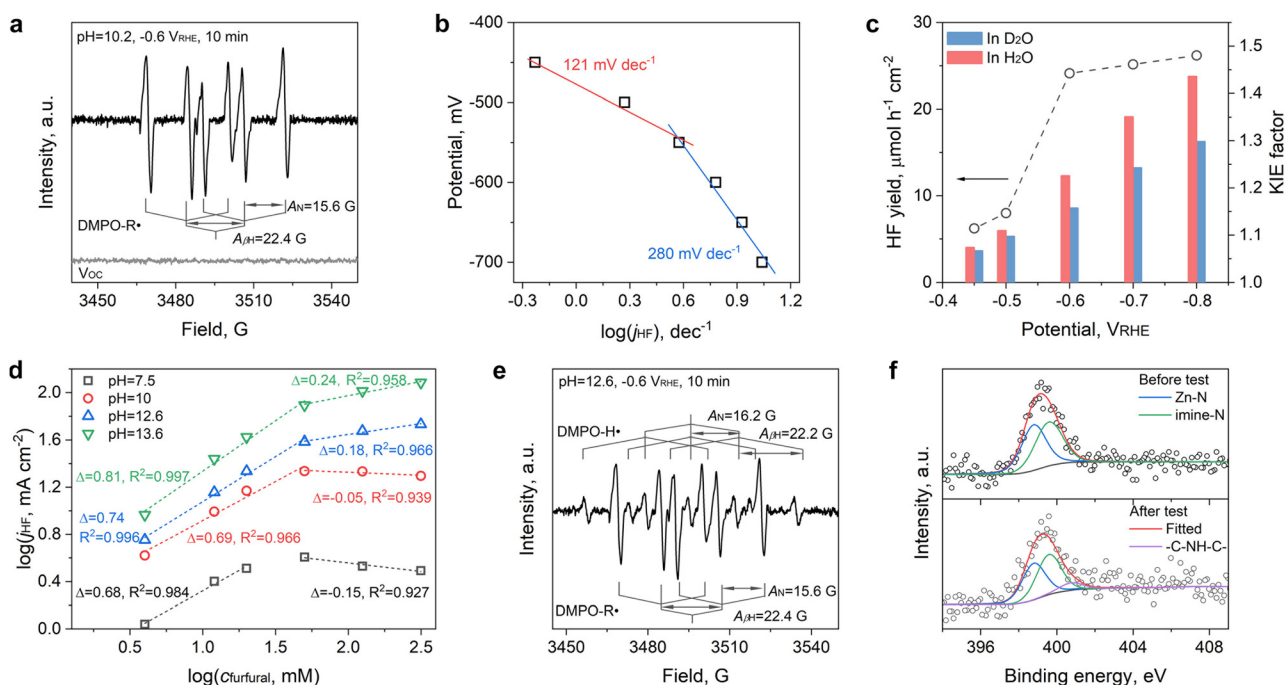 a
pH=10.2, -0.6 VRHE, 10 min
Intensity, a.u.
DMPO-R•
AN=15.6 G
AβH=22.4 G
VOC
3450 3480 3510 3540
Field, G
b
-400
-500
-600
-700
Potential, mV
121 mV dec⁻¹
280 mV dec⁻¹
-0.3 0.0 0.3 0.6 0.9 1.2
log(jHF), dec⁻¹
c
In D₂O
In H₂O
30
20
10
0
HF yield, μmol h⁻¹ cm⁻²
1.5
1.4
1.3
1.2
1.1
1.0
KIE factor
-0.4 -0.5 -0.6 -0.7 -0.8
Potential, VRHE
d
pH=7.5
pH=10
pH=12.6
pH=13.6
Δ=0.24, R²=0.958
Δ=0.81, R²=0.997
Δ=0.18, R²=0.966
Δ=0.74
R²=0.996
Δ=-0.05, R²=0.939
Δ=0.69, R²=0.966
Δ=0.68, R²=0.984
Δ=-0.15, R²=0.927
2.0
1.6
1.2
0.8
0.4
0.0
log(jHF), mA cm⁻²
0.5 1.0 1.5 2.0 2.5
log(cfurfural, mM)
e
pH=12.6, -0.6 VRHE, 10 min
DMPO-H•
AN=16.2 G
AβH=22.2 G
Intensity, a.u.
DMPO-R•
AN=15.6 G
AβH=22.4 G
3450 3480 3510 3540
Field, G
f
Before test
Zn-N
imine-N
Intensity, a.u.
After test
Fitted
-C-NH-C-
396 400 404 408
Binding energy, eV